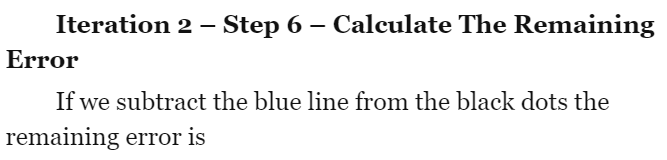 Iteration 2 – Step 6 – Calculate The Remaining
Error
If we subtract the blue line from the black dots the
remaining error is